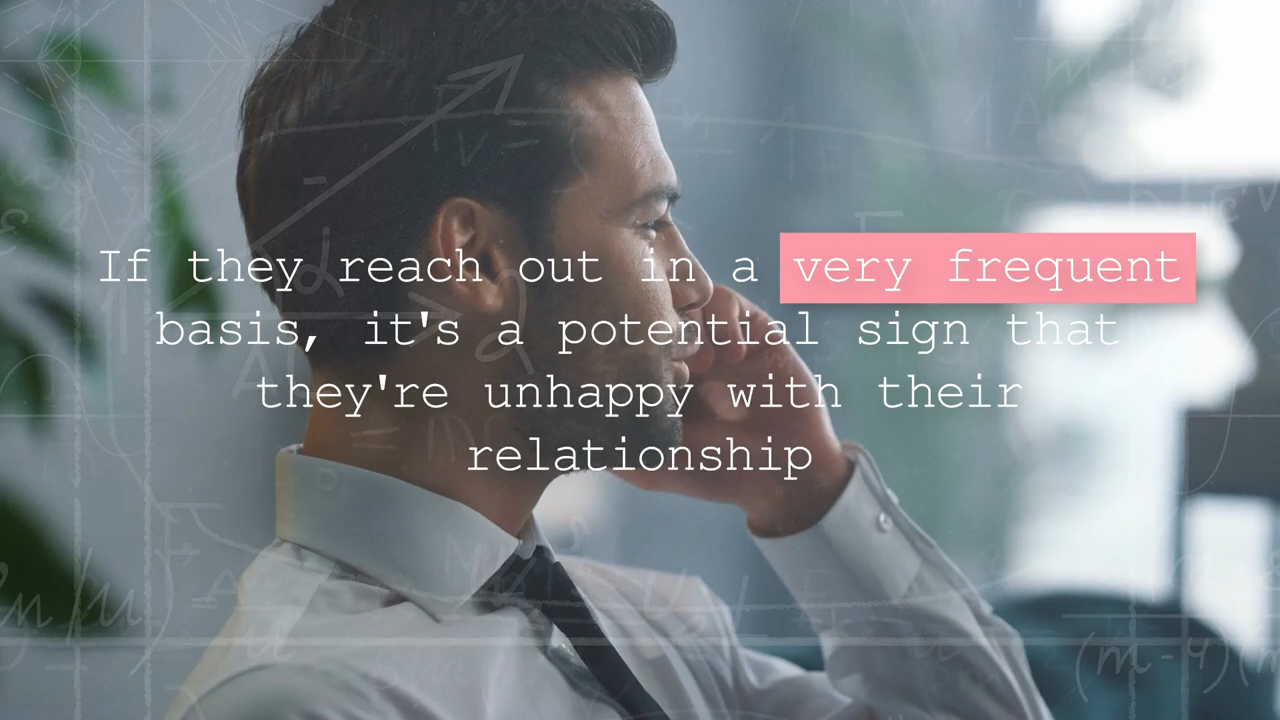 If they reach out in a very frequent
basis, it's a potential sign that
they're unhappy with their
relationship